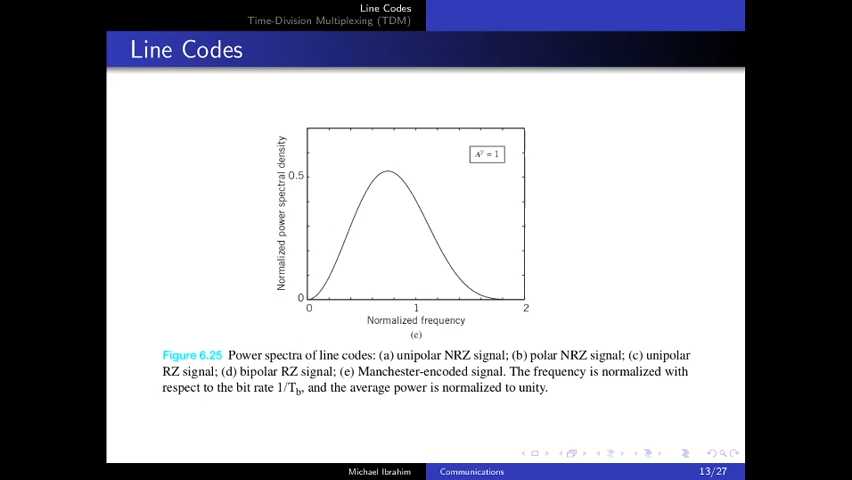 Line Codes
Time-Division Multiplexing (TDM)
Line Codes
Normalized power spectral density
A² = 1
0.5
0
0
1
2
Normalized frequency
(e)
Figure 6.25 Power spectra of line codes: (a) unipolar NRZ signal; (b) polar NRZ signal; (c) unipolar
RZ signal; (d) bipolar RZ signal; (e) Manchester-encoded signal. The frequency is normalized with
respect to the bit rate 1/T_b, and the average power is normalized to unity.
Michael Ibrahim
Communications
13/27